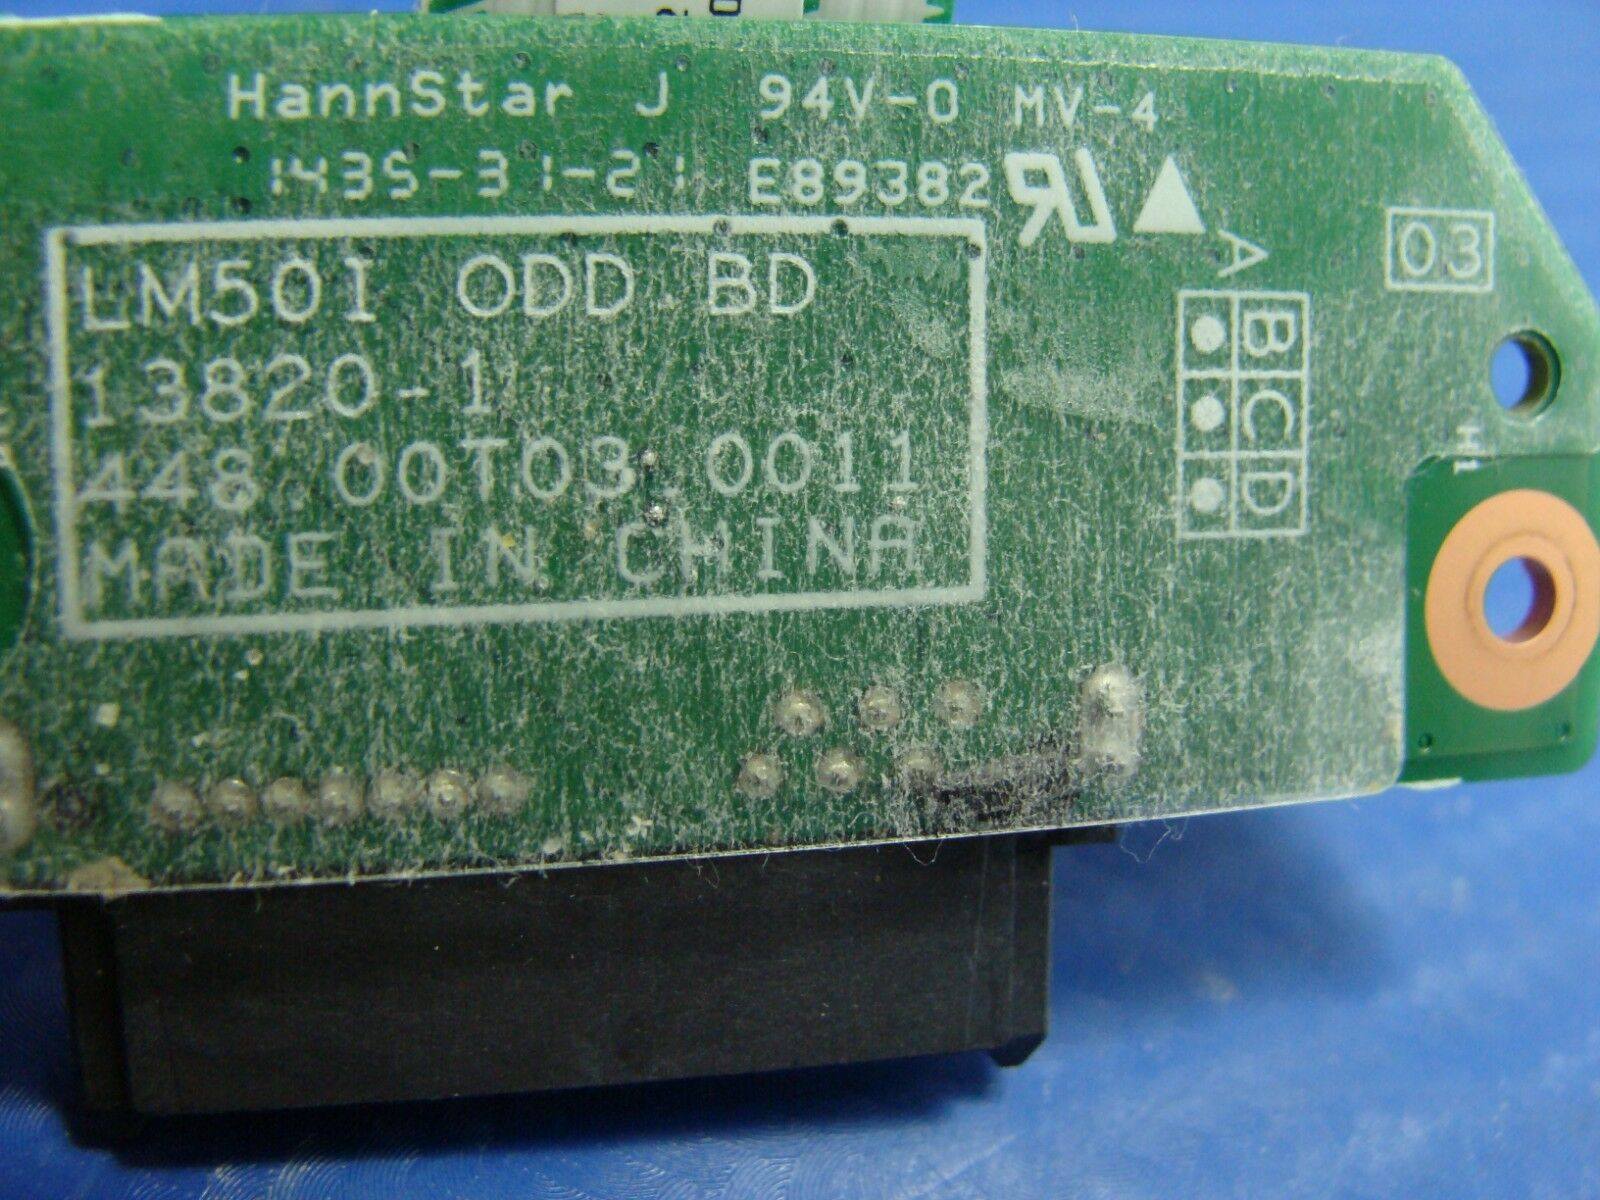 HannStar J 94V-0 MV-4
1435-31-21 E89382
A
03
LM50I ODD BD
13820-1
448.00T03.0011
MADE IN CHINA
B
C
D
H1